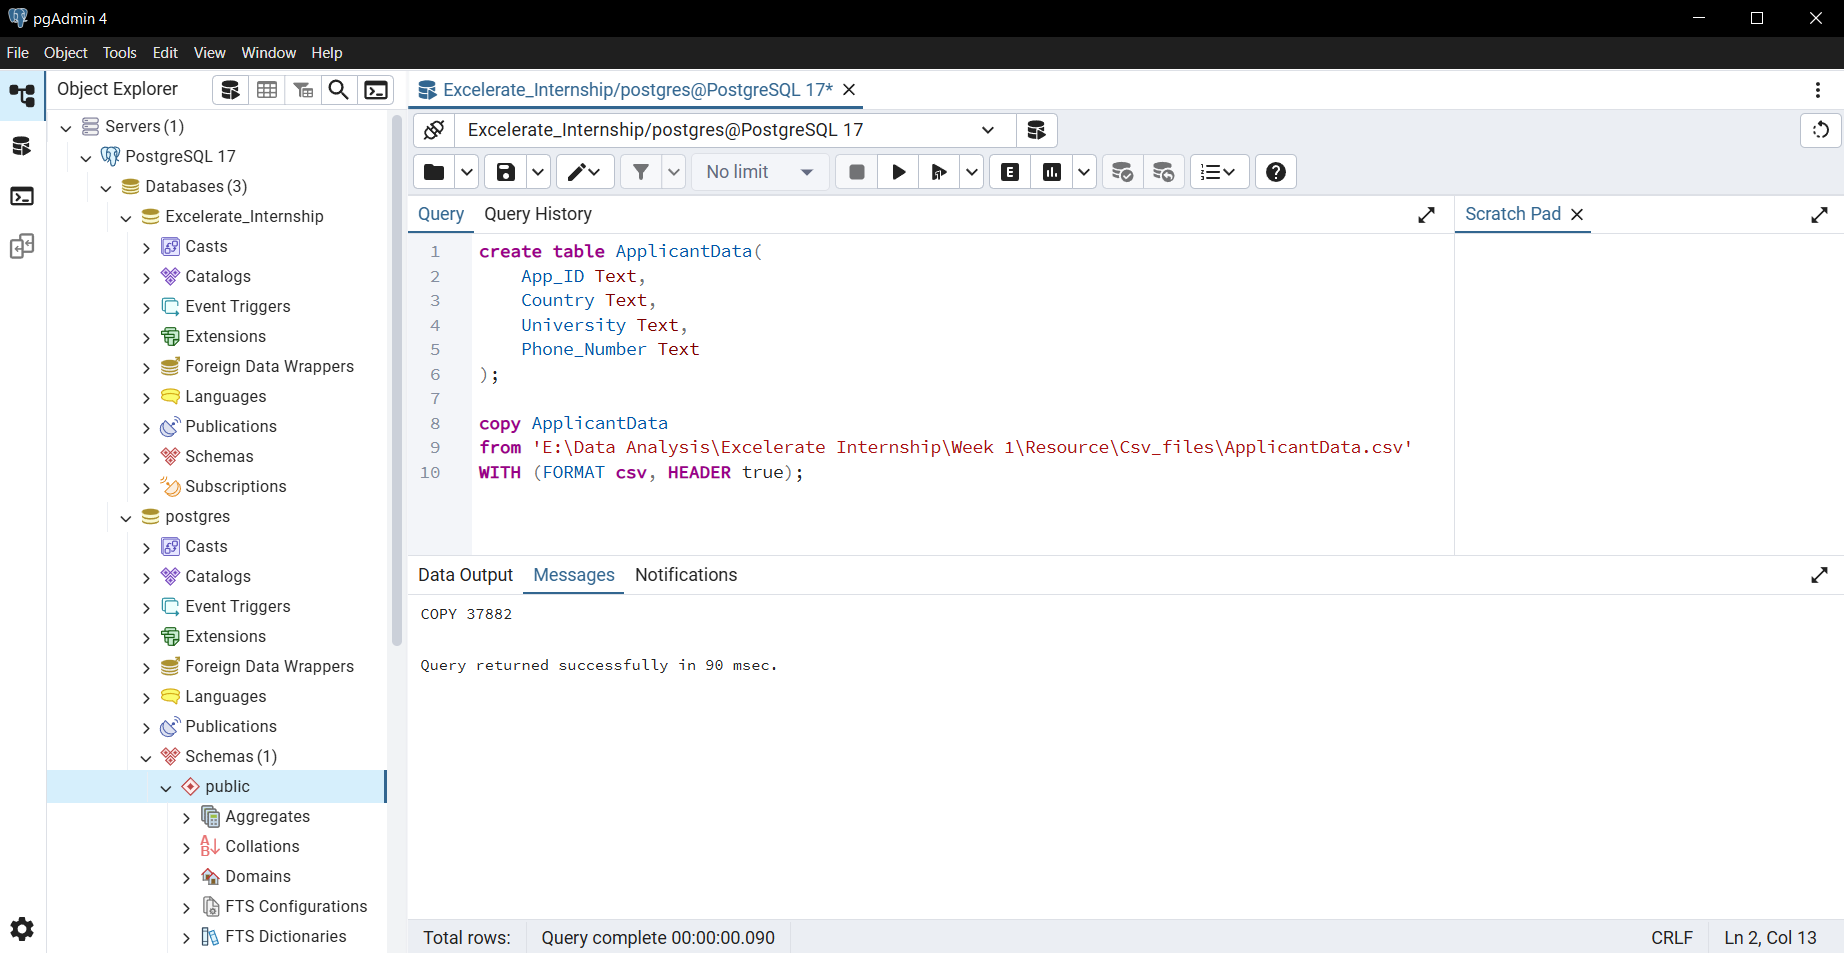 pgAdmin 4
File Object Tools Edit View Window Help
Object Explorer
Servers (1)
PostgreSQL 17
Databases (3)
Excelerate_Internship
Casts
Catalogs
Event Triggers
Extensions
Foreign Data Wrappers
Languages
Publications
Schemas
Subscriptions
postgres
Casts
Catalogs
Event Triggers
Extensions
Foreign Data Wrappers
Languages
Publications
Schemas (1)
public
Aggregates
Collations
Domains
FTS Configurations
FTS Dictionaries
Excelerate_Internship/postgres@PostgreSQL 17*
Excelerate_Internship/postgres@PostgreSQL 17
No limit
E
Query Query History
Scratch Pad
1 create table ApplicantData(
2 App_ID Text,
3 Country Text,
4 University Text,
5 Phone_Number Text
6 );
7
8 copy ApplicantData
9 from 'E:\Data Analysis\Excelerate Internship\Week 1\Resource\Csv_files\ApplicantData.csv'
10 WITH (FORMAT csv, HEADER true);
Data Output Messages Notifications
COPY 37882
Query returned successfully in 90 msec.
Total rows: Query complete 00:00:00.090 CRLF Ln 2, Col 13